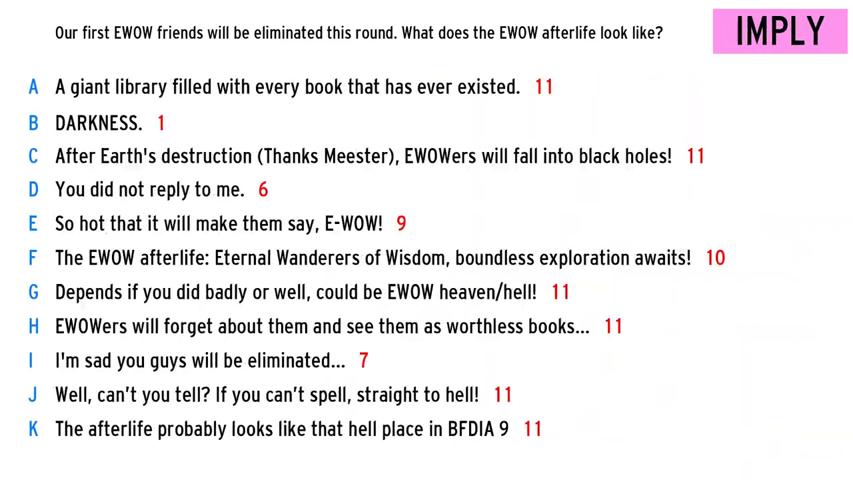 Our first EWOW friends will be eliminated this round. What does the EWOW afterlife look like?
IMPLY
A A giant library filled with every book that has ever existed. 11
B DARKNESS. 1
C After Earth's destruction (Thanks Meester), EWOWers will fall into black holes! 11
D You did not reply to me. 6
E So hot that it will make them say, E-WOW! 9
F The EWOW afterlife: Eternal Wanderers of Wisdom, boundless exploration awaits! 10
G Depends if you did badly or well, could be EWOW heaven/hell! 11
H EWOWers will forget about them and see them as worthless books... 11
I I'm sad you guys will be eliminated... 7
J Well, can’t you tell? If you can’t spell, straight to hell! 11
K The afterlife probably looks like that hell place in BFDIA 9 11